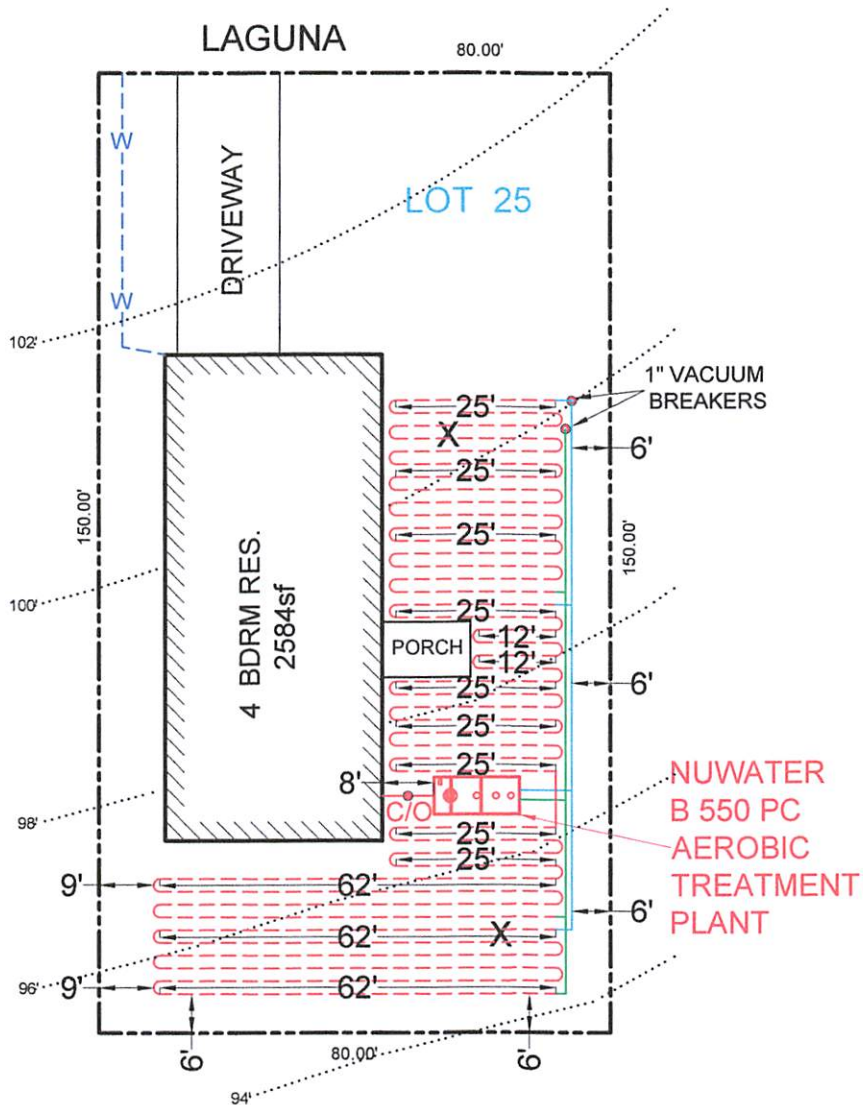 LAGUNA
80.00'
W
DRIVEWAY
LOT 25
W
102'
1" VACUUM
BREAKERS
25'
X
6'
25'
150.00'
25'
150.00'
100'
4 BDRM RES.
2584sf
25'
PORCH
12'
12'
25'
6'
25'
25'
8'
C/O
NUWATER
B 550 PC
AEROBIC
TREATMENT
PLANT
98'
25'
25'
9'
62'
6'
62'
X
96'
9'
62'
6'
80.00'
6'
94'